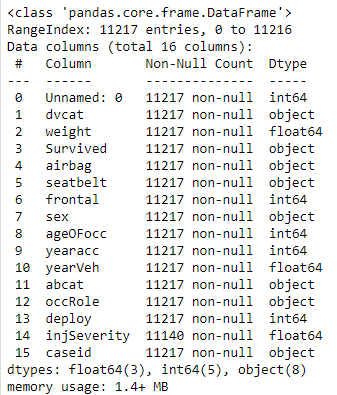 <class 'pandas.core.frame.DataFrame'>
RangeIndex: 11217 entries, 0 to 11216
Data columns (total 16 columns):
 #   Column       Non-Null Count  Dtype
---  ------       --------------  -----
 0   Unnamed: 0   11217 non-null  int64
 1   dvcat        11217 non-null  object
 2   weight       11217 non-null  float64
 3   Survived     11217 non-null  object
 4   airbag       11217 non-null  object
 5   seatbelt     11217 non-null  object
 6   frontal      11217 non-null  int64
 7   sex          11217 non-null  object
 8   ageOFocc     11217 non-null  int64
 9   yearacc      11217 non-null  int64
 10  yearVeh      11217 non-null  float64
 11  abcat        11217 non-null  object
 12  occRole      11217 non-null  object
 13  deploy       11217 non-null  int64
 14  injSeverity  11140 non-null  float64
 15  caseid       11217 non-null  object
dtypes: float64(3), int64(5), object(8)
memory usage: 1.4+ MB